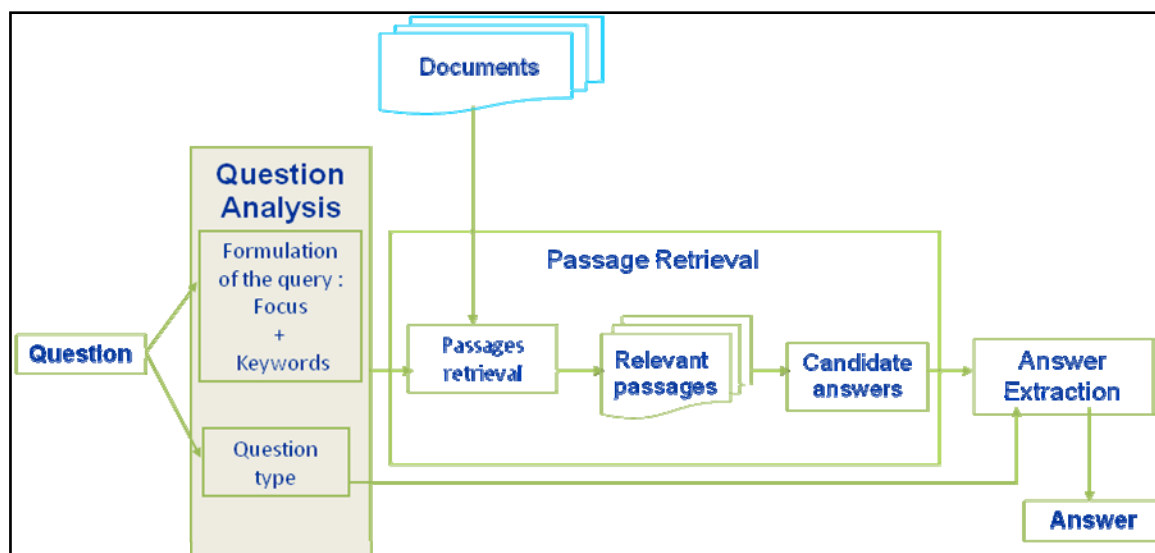 Documents
Question
Analysis
Formulation
of the query :
Focus
+
Keywords
Question
Question
type
Passage Retrieval
Passages
retrieval
Relevant
passages
Candidate
answers
Answer
Extraction
Answer